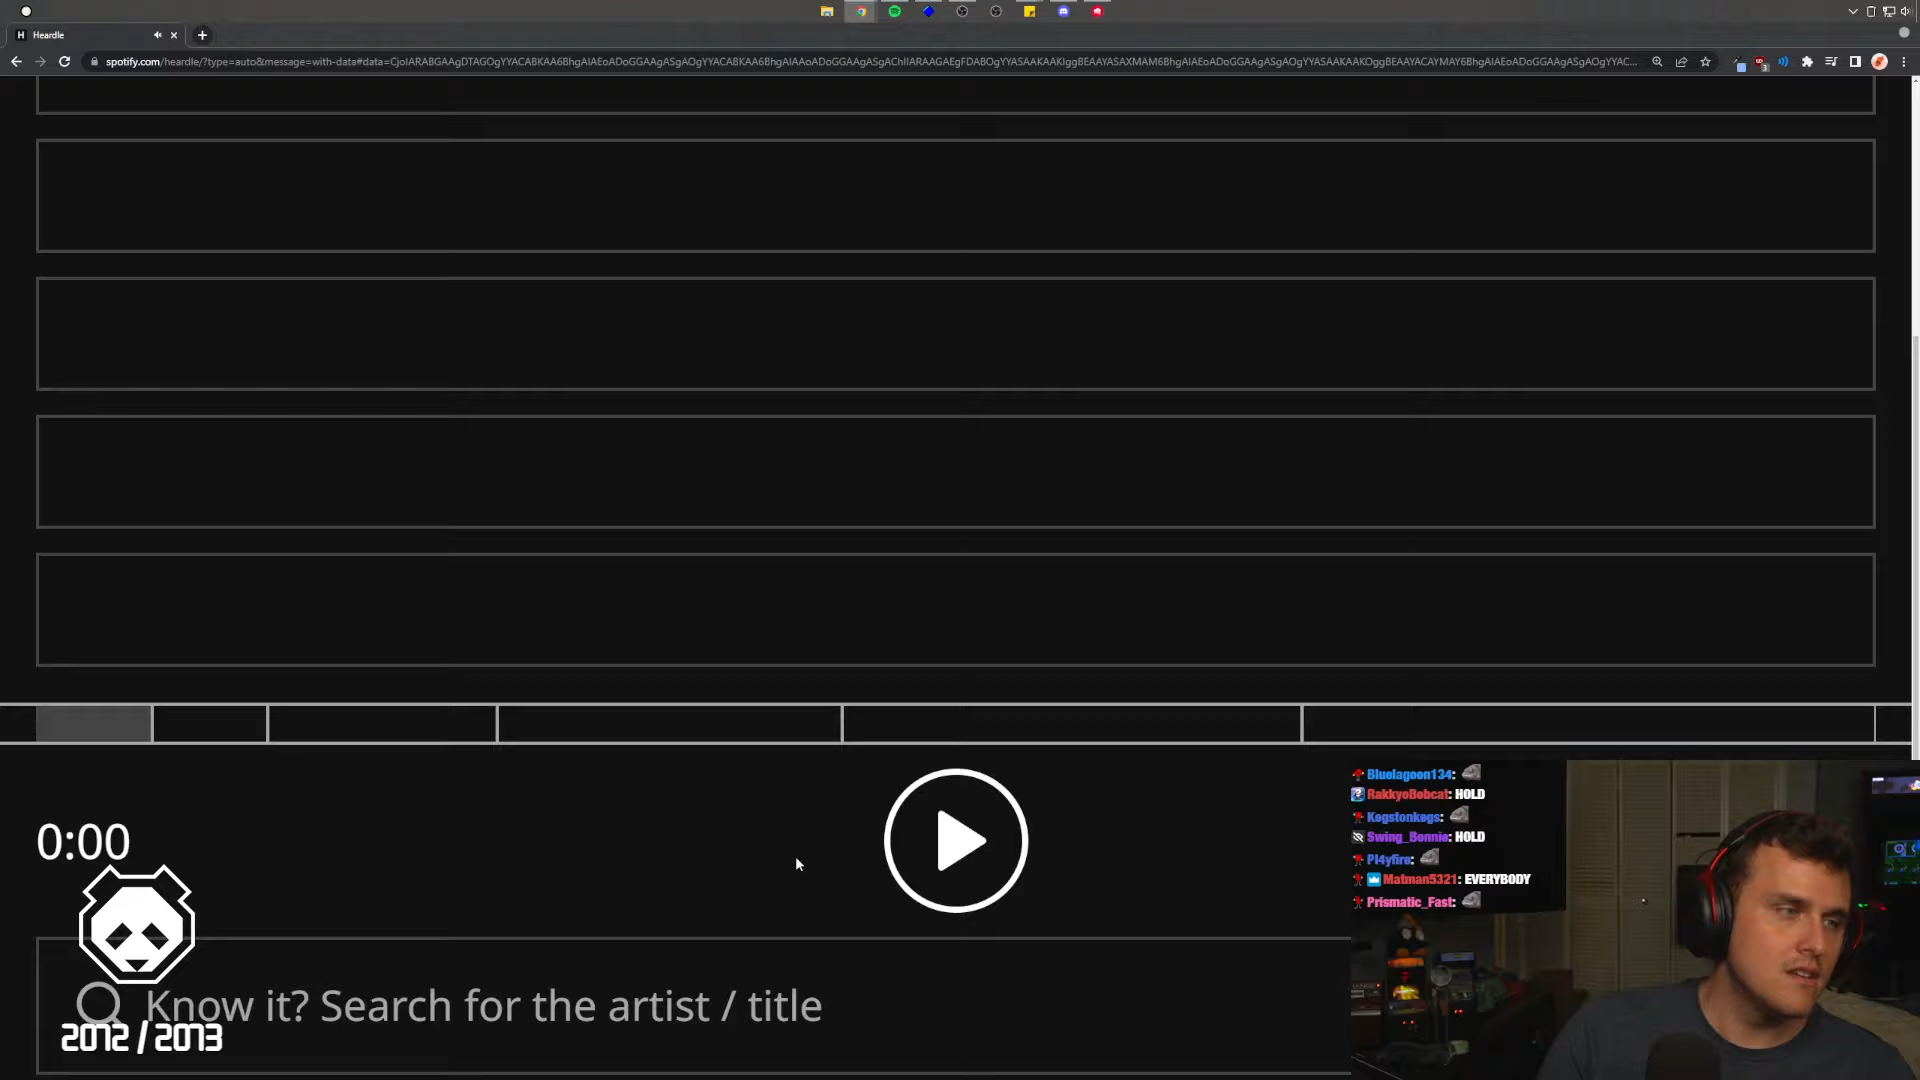 Heardle
spotify.com/heardle/?type=auto&message=with-data#data=
0:00
Know it? Search for the artist / title
2012 / 2013
Bluelagoon134:
RakkyoBobcat: HOLD
Kegstonkegs:
Swing_Bonnie: HOLD
Pl4yfire:
Matman5321: EVERYBODY
Prismatic_Fast: